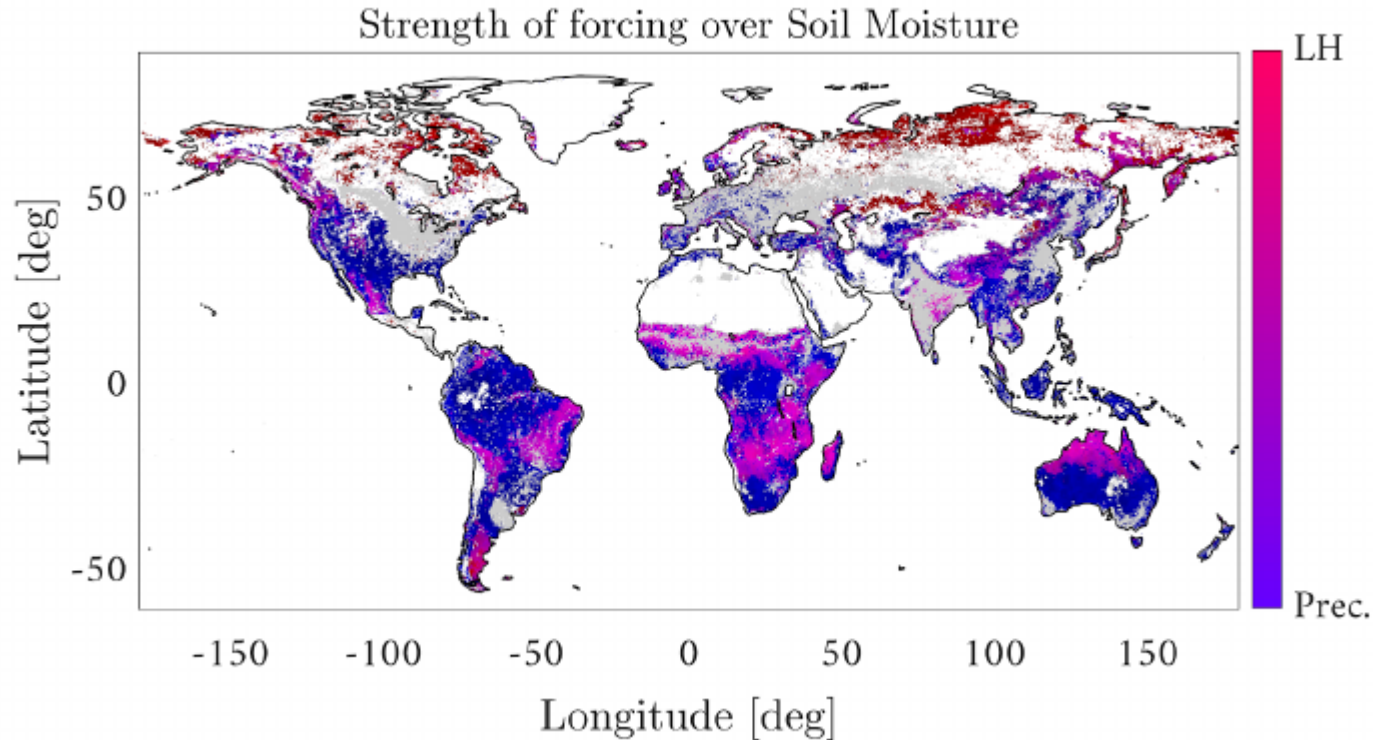 Strength of forcing over Soil Moisture
LH
Latitude [deg]
50
0
-50
Prec.
-150 -100 -50 0 50 100 150
Longitude [deg]